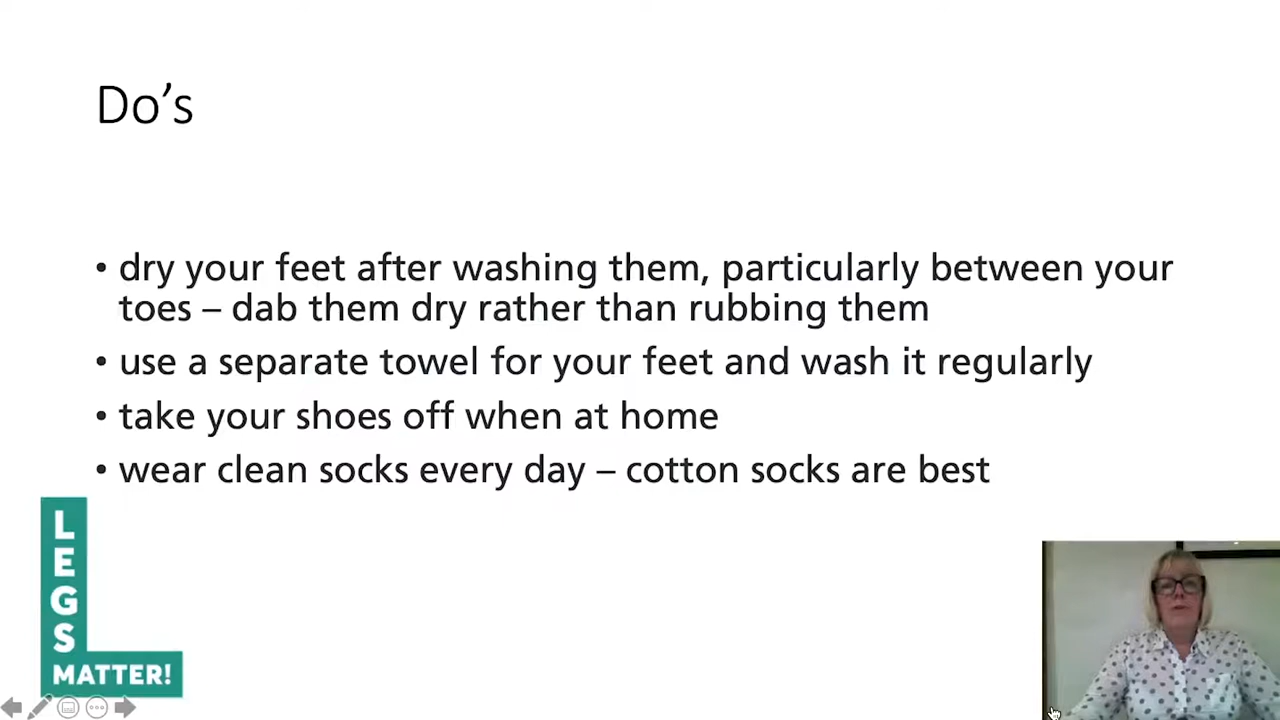 Do’s
• dry your feet after washing them, particularly between your
toes – dab them dry rather than rubbing them
• use a separate towel for your feet and wash it regularly
• take your shoes off when at home
• wear clean socks every day – cotton socks are best
LEGS
MATTER!